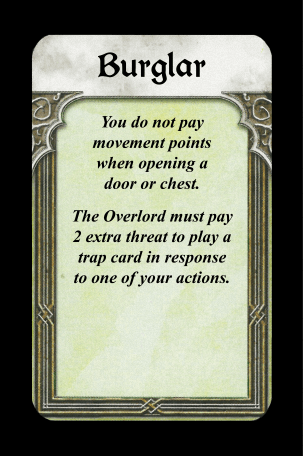 Burglar
You do not pay
movement points
when opening a
door or chest.
The Overlord must pay
2 extra threat to play a
trap card in response
to one of your actions.